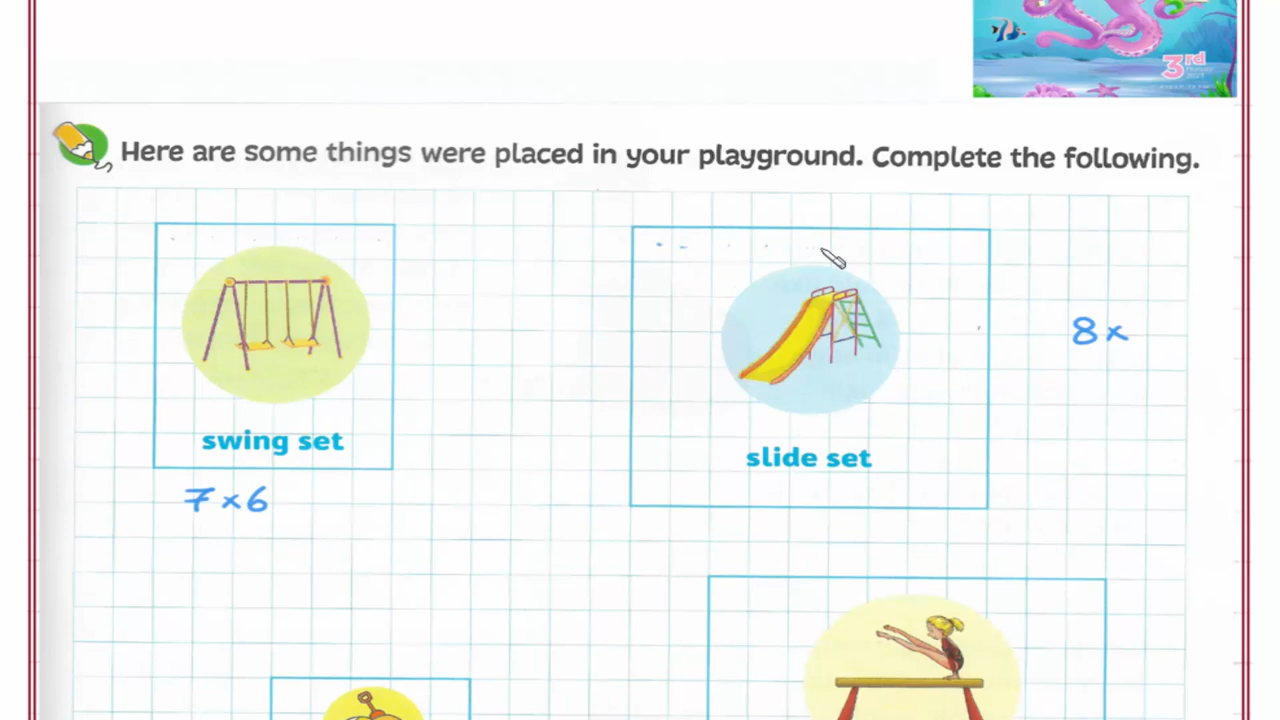 3rd
Here are some things were placed in your playground. Complete the following.
8 ×
swing set
slide set
7 × 6